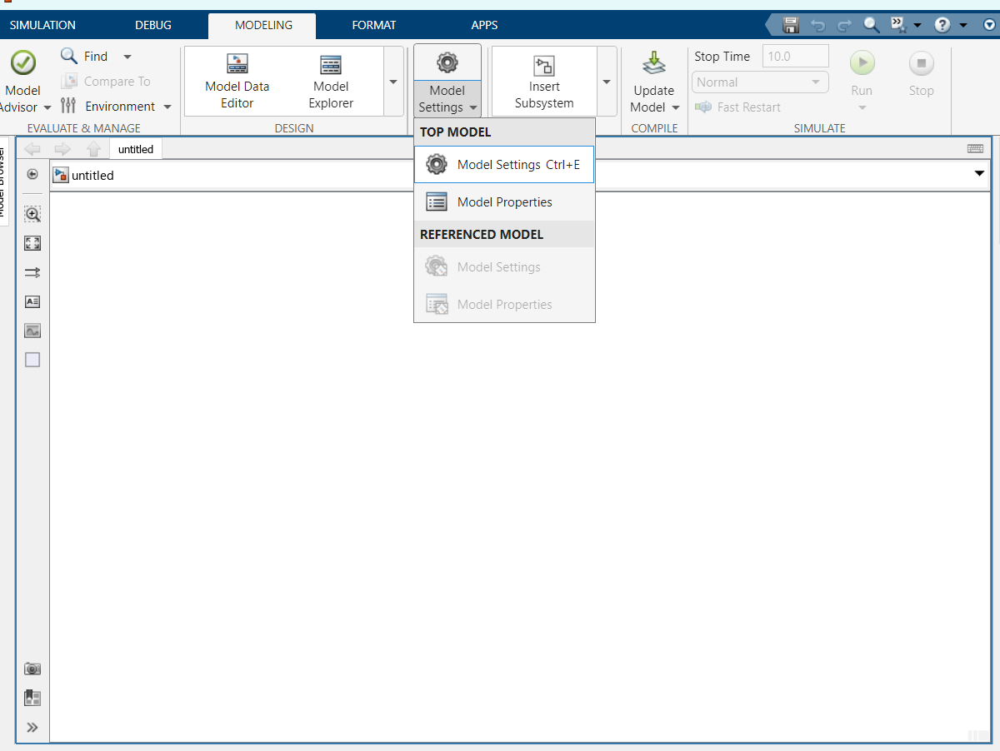 SIMULATION DEBUG MODELING FORMAT APPS
Find
Model
Advisor
Compare To
Environment
EVALUATE & MANAGE
Model Data
Editor
Model
Explorer
DESIGN
Model
Settings
Insert
Subsystem
Update
Model
COMPILE
Stop Time 10.0
Normal
Fast Restart
Run
Stop
SIMULATE
TOP MODEL
Model Settings Ctrl+E
Model Properties
REFERENCED MODEL
Model Settings
Model Properties
untitled
untitled
Model Browser